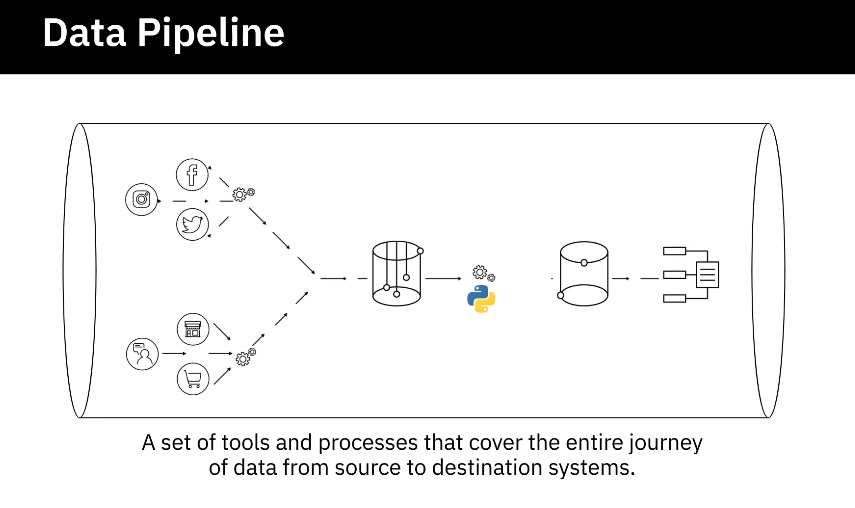 Data Pipeline
A set of tools and processes that cover the entire journey
of data from source to destination systems.